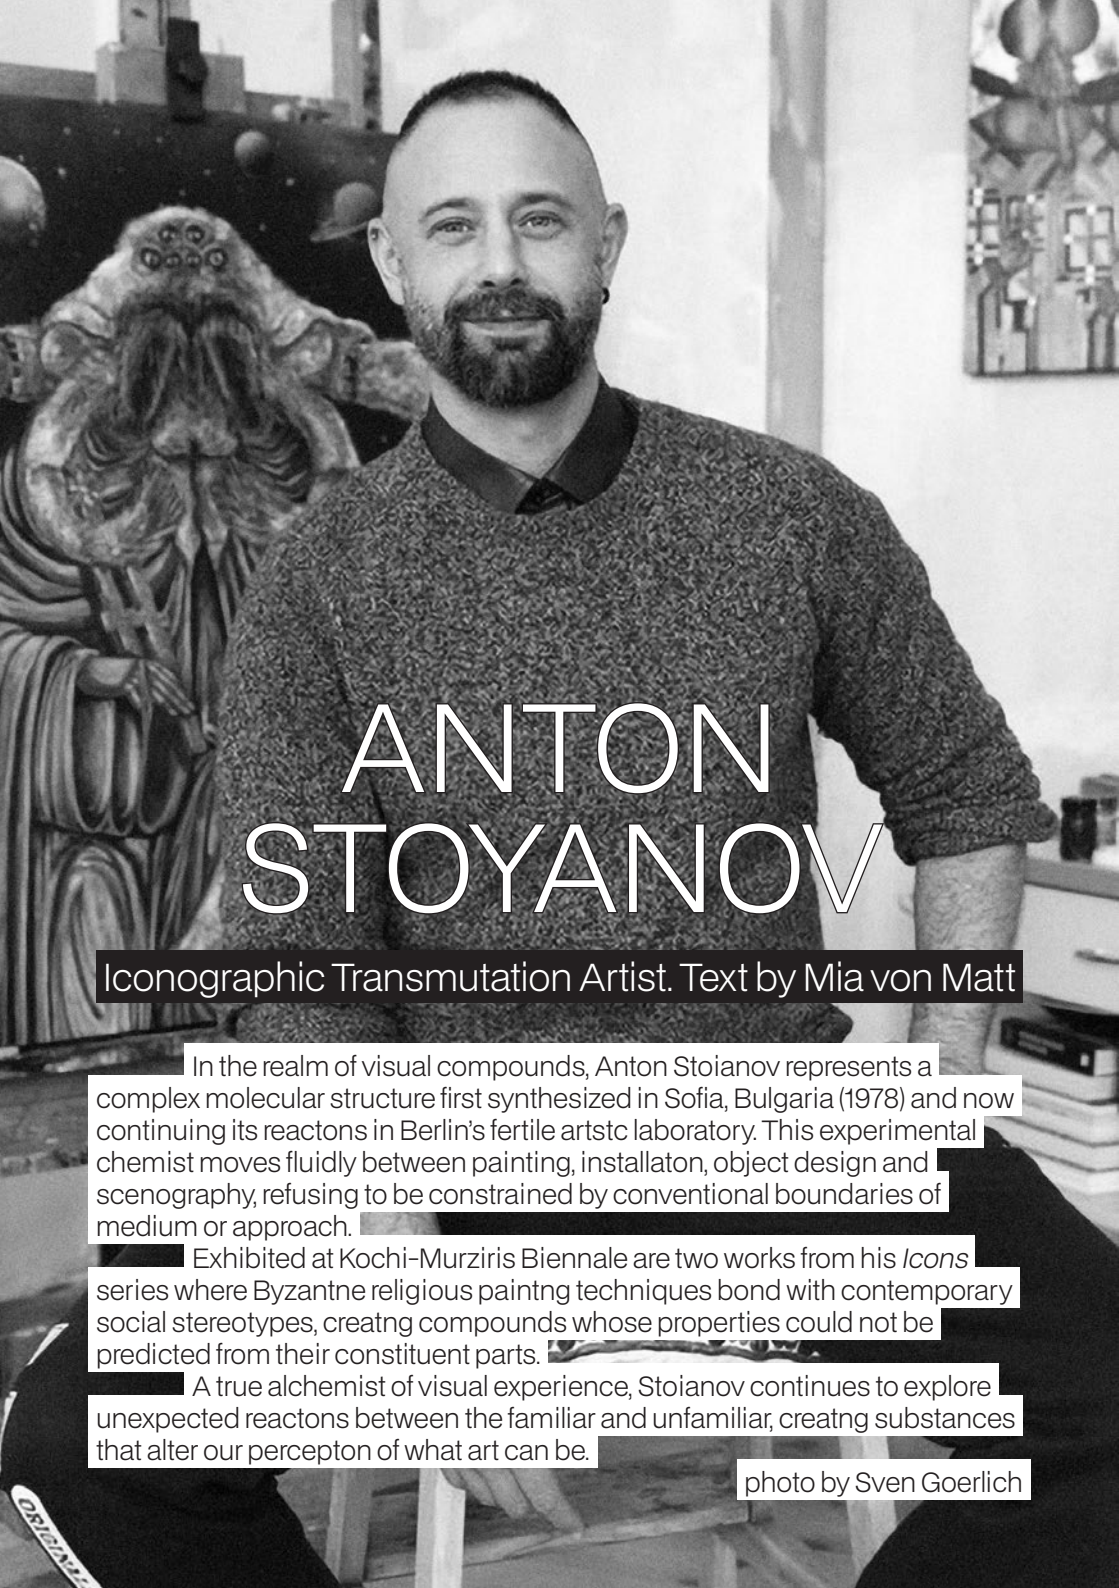 ANTON
STOYANOV
Iconographic Transmutation Artist. Text by Mia von Matt
In the realm of visual compounds, Anton Stoianov represents a
complex molecular structure first synthesized in Sofia, Bulgaria (1978) and now
continuing its reactons in Berlin's fertile artstc laboratory. This experimental
chemist moves fluidly between painting, installaton, object design and
scenography, refusing to be constrained by conventional boundaries of
medium or approach.
Exhibited at Kochi-Murziris Biennale are two works from his Icons
series where Byzantne religious paintng techniques bond with contemporary
social stereotypes, creatng compounds whose properties could not be
predicted from their constituent parts.
A true alchemist of visual experience, Stoianov continues to explore
unexpected reactons between the familiar and unfamiliar, creatng substances
that alter our percepton of what art can be.
photo by Sven Goerlich
ORIGINAL